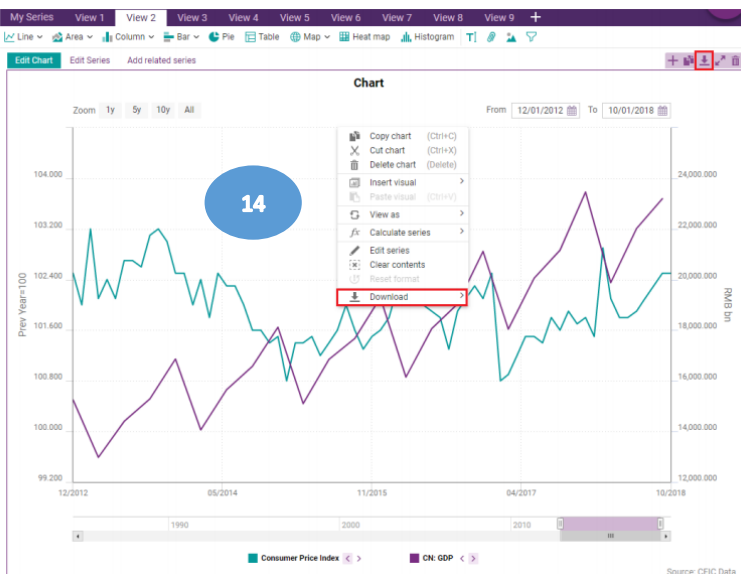 My Series View 1 View 2 View 3 View 4 View 5 View 6 View 7 View 8 View 9 +
Line Area Column Bar Pie Table Map Heat map Histogram T
Edit Chart Edit Series Add related series
Chart
Zoom 1y 5y 10y All From 12/01/2012 To 10/01/2018
Copy chart (Ctrl+C)
Cut chart (Ctrl+X)
Delete chart (Delete)
Insert visual >
Paste visual (Ctrl+V)
View as >
fx Calculate series >
Edit series
Clear contents
Reset format
Download >
14
104.000
103.200
102.400
101.600
100.800
100.000
99.200
Prev Year=100
24,000.000
22,000.000
20,000.000
18,000.000
16,000.000
14,000.000
12,000.000
RMB bn
12/2012 05/2014 11/2015 04/2017 10/2018
1990 2000 2010
Consumer Price Index < > CN: GDP < >
Source: CEIC Data